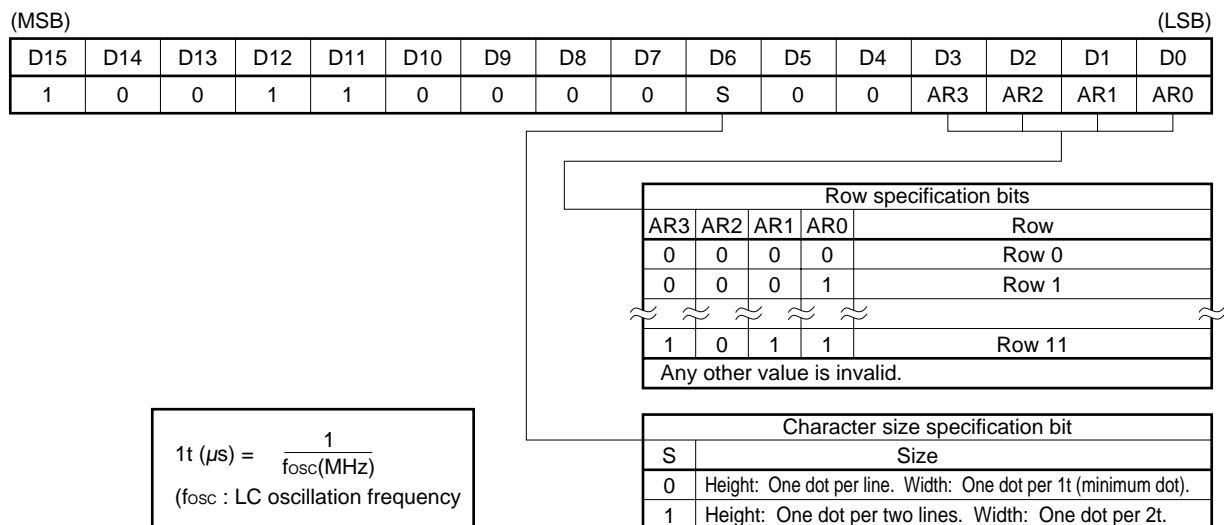 (MSB) (LSB)
D15 D14 D13 D12 D11 D10 D9 D8 D7 D6 D5 D4 D3 D2 D1 D0
1 0 0 1 1 0 0 0 0 S 0 0 AR3 AR2 AR1 AR0
Row specification bits
AR3 AR2 AR1 AR0 Row
0 0 0 0 Row 0
0 0 0 1 Row 1
1 0 1 1 Row 11
Any other value is invalid.
Character size specification bit
S Size
0 Height: One dot per line. Width: One dot per 1t (minimum dot).
1 Height: One dot per two lines. Width: One dot per 2t.
1t (μs) = 1
fosc(MHz)
(fosc : LC oscillation frequency